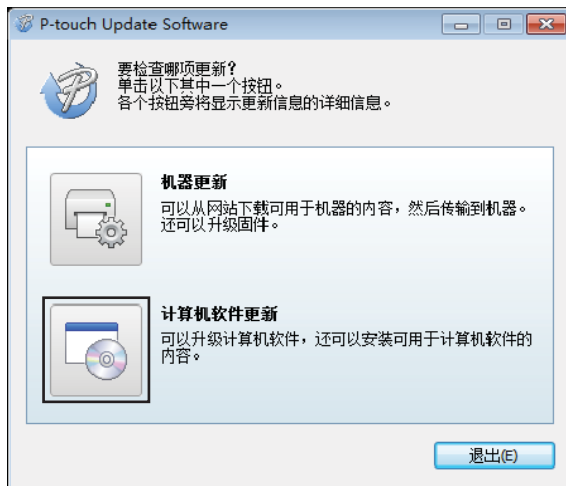 P-touch Update Software
要检查哪项更新?
单击以下其中一个按钮。
各个按钮旁将显示更新信息的详细信息。
机器更新
可以从网站下载可用于机器的内容，然后传输到机器。
还可以升级固件。
计算机软件更新
可以升级计算机软件，还可以安装可用于计算机软件的
内容。
退出(E)